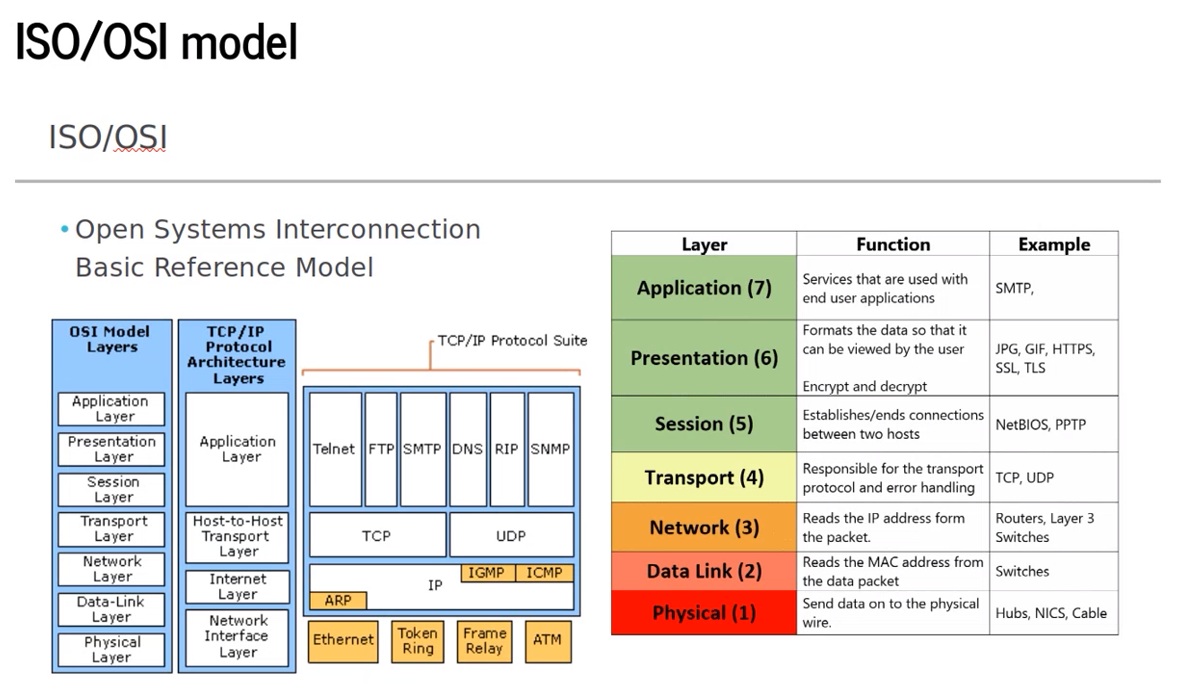 ISO/OSI model
ISO/OSI
• Open Systems Interconnection
Basic Reference Model
OSI Model
Layers
Application
Layer
Presentation
Layer
Session
Layer
Transport
Layer
Network
Layer
Data-Link
Layer
Physical
Layer
TCP/IP
Protocol
Architecture
Layers
Application
Layer
Host-to-Host
Transport
Layer
Internet
Layer
Network
Interface
Layer
TCP/IP Protocol Suite
Telnet FTP SMTP DNS RIP SNMP
TCP UDP
IGMP ICMP
IP
ARP
Ethernet
Token
Ring
Frame
Relay
ATM
Layer Function Example
Application (7)
Services that are used with
end user applications
SMTP,
Presentation (6)
Formats the data so that it
can be viewed by the user
Encrypt and decrypt
JPG, GIF, HTTPS,
SSL, TLS
Session (5)
Establishes/ends connections
between two hosts
NetBIOS, PPTP
Transport (4)
Responsible for the transport
protocol and error handling
TCP, UDP
Network (3)
Reads the IP address form
the packet.
Routers, Layer 3
Switches
Data Link (2)
Reads the MAC address from
the data packet
Switches
Physical (1)
Send data on to the physical
wire.
Hubs, NICS, Cable